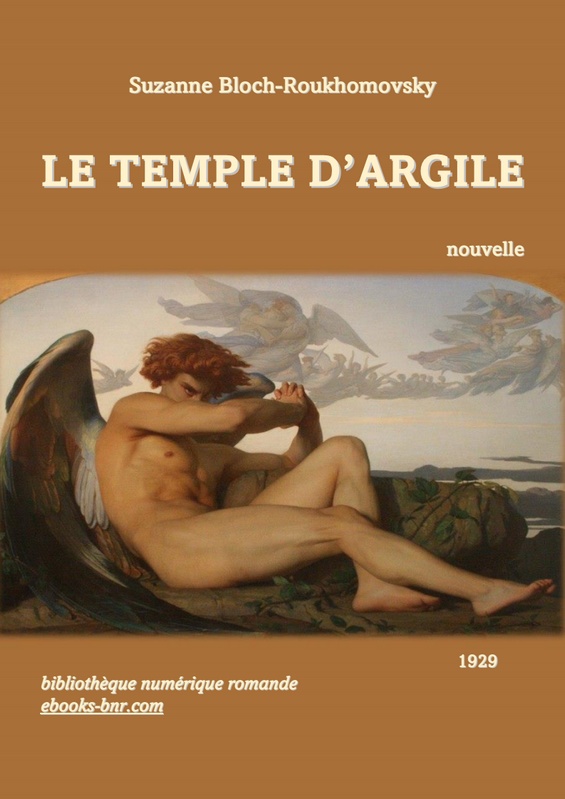 Suzanne Bloch-Roukhomovsky
LE TEMPLE D’ARGILE
nouvelle
1929
bibliothèque numérique romande
ebooks-bnr.com